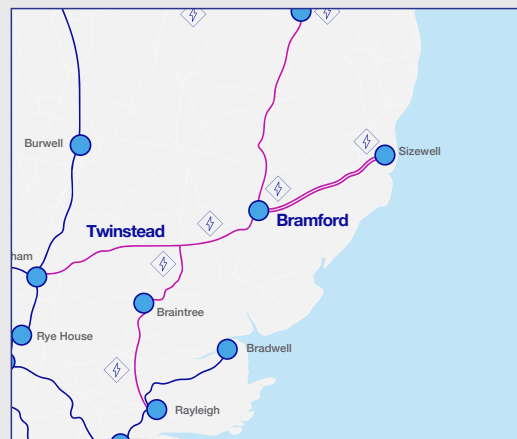 Burwell
Sizewell
Bramford
Twinstead
ham
Braintree
Rye House
Bradwell
Rayleigh